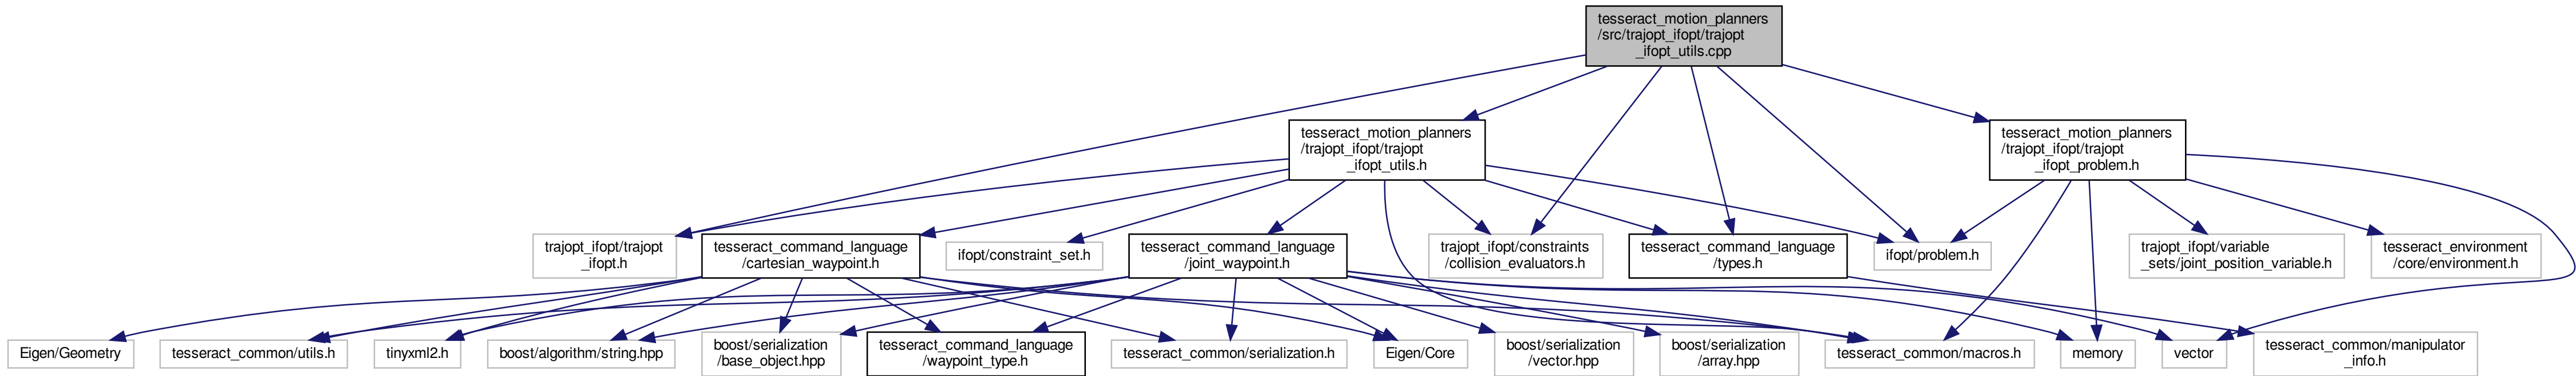 tesseract_motion_planners
/src/trajopt_ifopt/trajopt
_ifopt_utils.cpp
tesseract_motion_planners
/trajopt_ifopt/trajopt
_ifopt_utils.h
tesseract_motion_planners
/trajopt_ifopt/trajopt
_ifopt_problem.h
trajopt_ifopt/trajopt
_ifopt.h
tesseract_command_language
/cartesian_waypoint.h
ifopt/constraint_set.h
tesseract_command_language
/joint_waypoint.h
trajopt_ifopt/constraints
/collision_evaluators.h
tesseract_command_language
/types.h
ifopt/problem.h
trajopt_ifopt/variable
_sets/joint_position_variable.h
tesseract_environment
/core/environment.h
Eigen/Geometry
tesseract_common/utils.h
tinyxml2.h
boost/algorithm/string.hpp
boost/serialization
/base_object.hpp
tesseract_command_language
/waypoint_type.h
tesseract_common/serialization.h
Eigen/Core
boost/serialization
/vector.hpp
boost/serialization
/array.hpp
tesseract_common/macros.h
memory
vector
tesseract_common/manipulator
_info.h